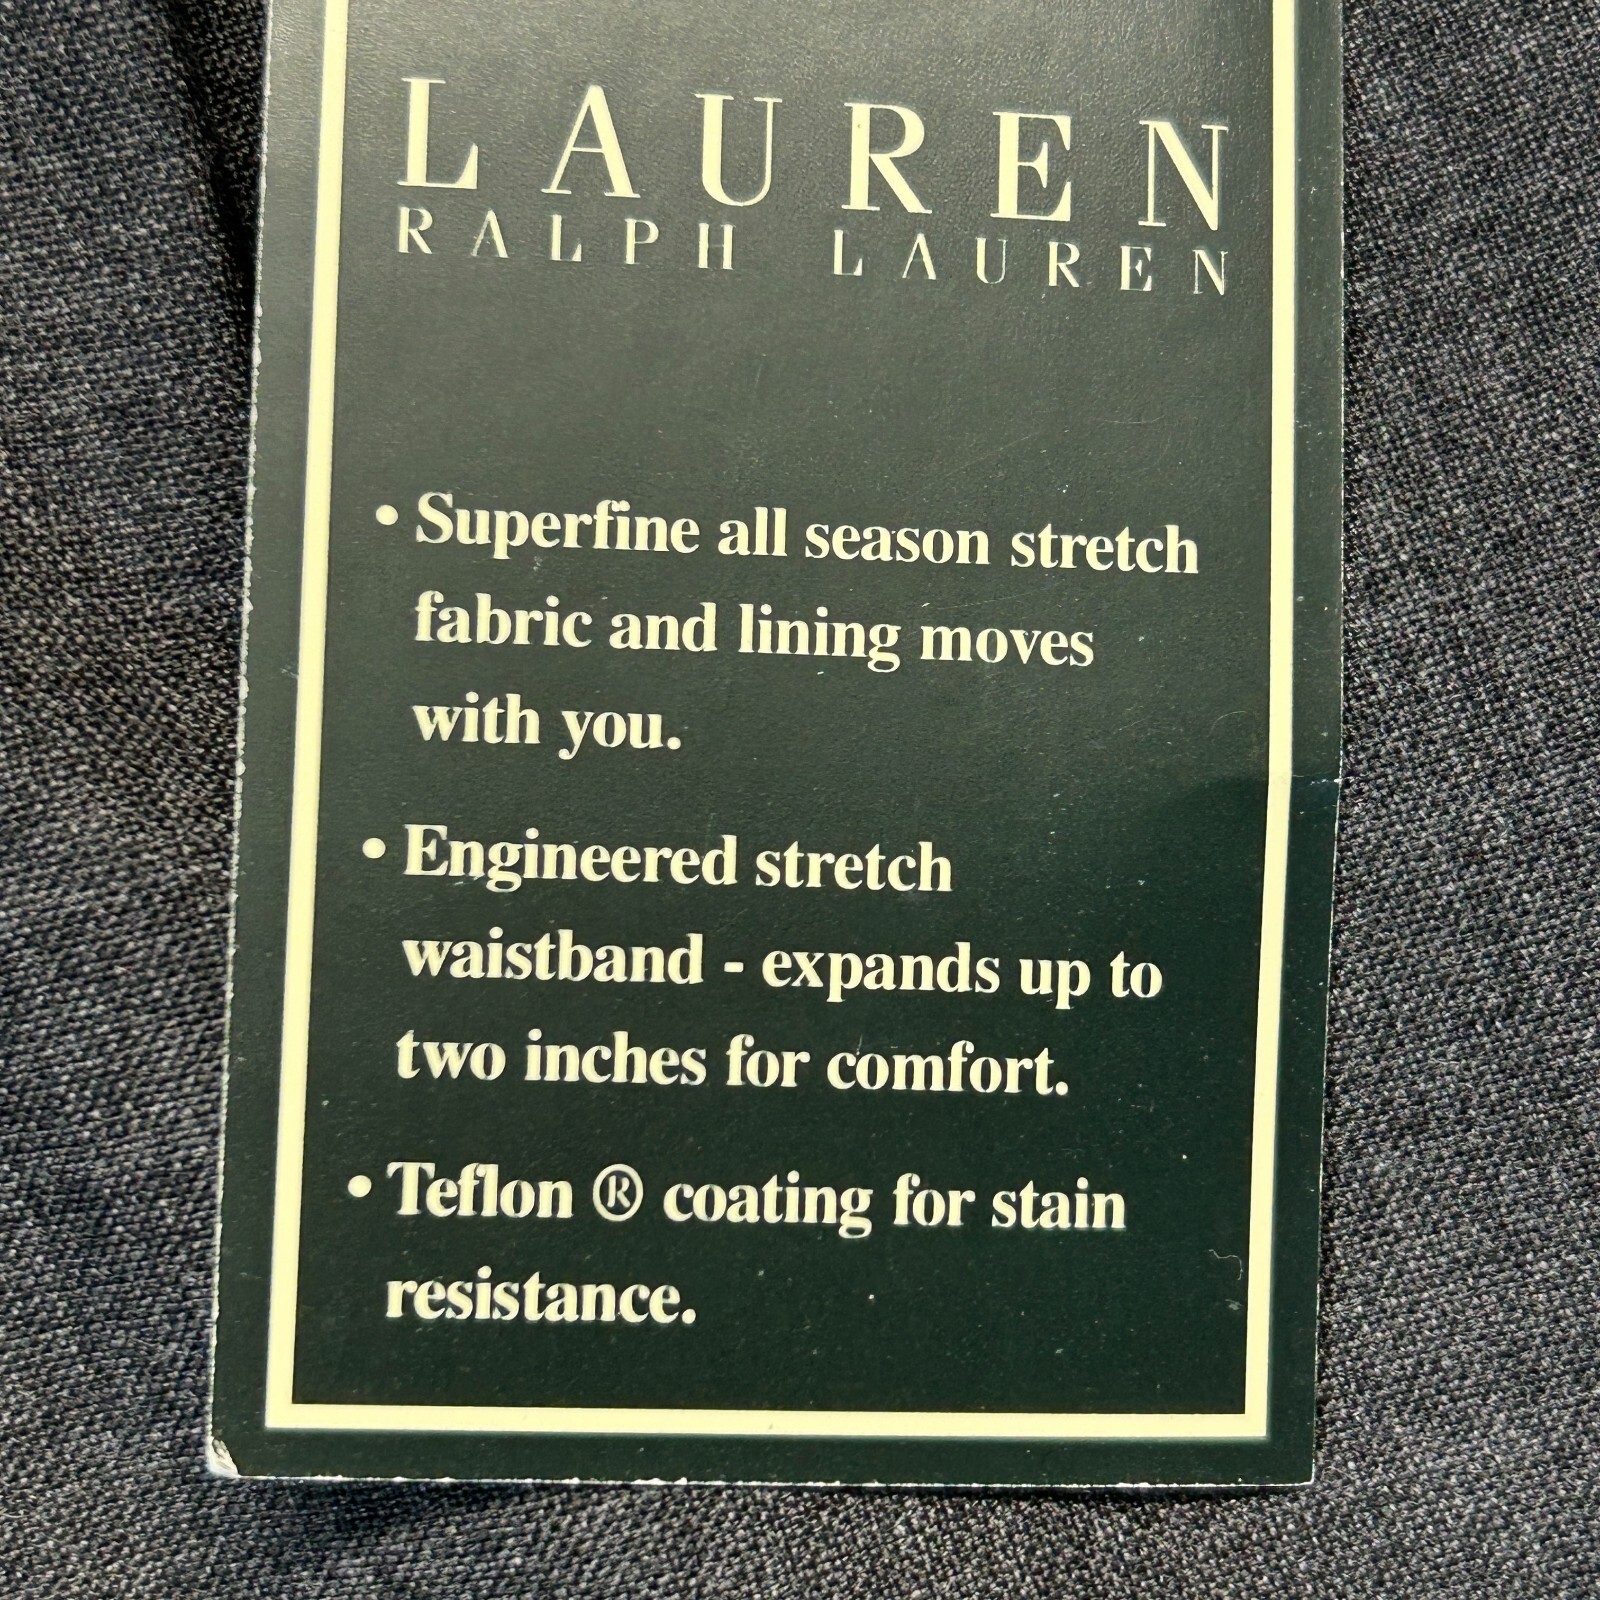 LAUREN
RALPH LAUREN
• Superfine all season stretch
fabric and lining moves
with you.
• Engineered stretch
waistband - expands up to
two inches for comfort.
• Teflon ® coating for stain
resistance.